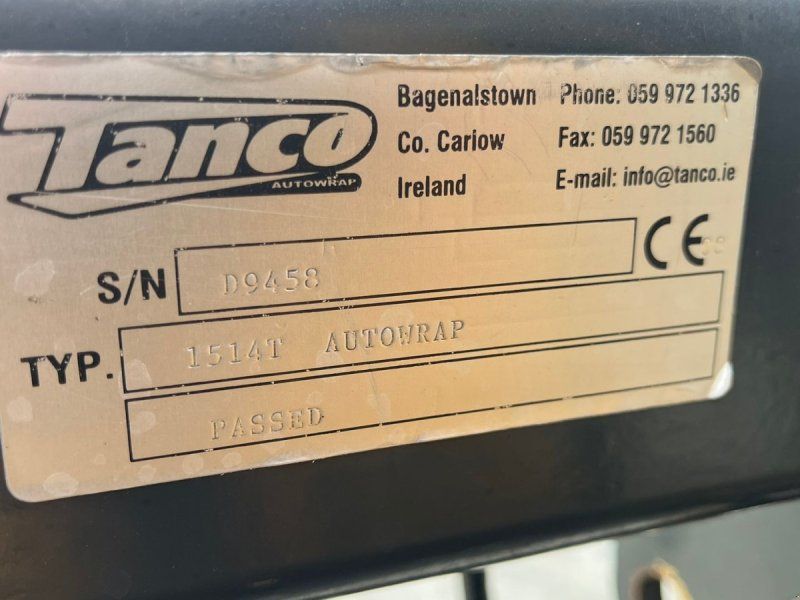 Tanco
AUTOWRAP
Bagenalstown
Co. Carlow
Ireland
Phone: 059 972 1336
Fax: 059 972 1560
E-mail: info@tanco.ie
S/N D9458
CE 08
TYP. 1514T AUTOWRAP
PASSED